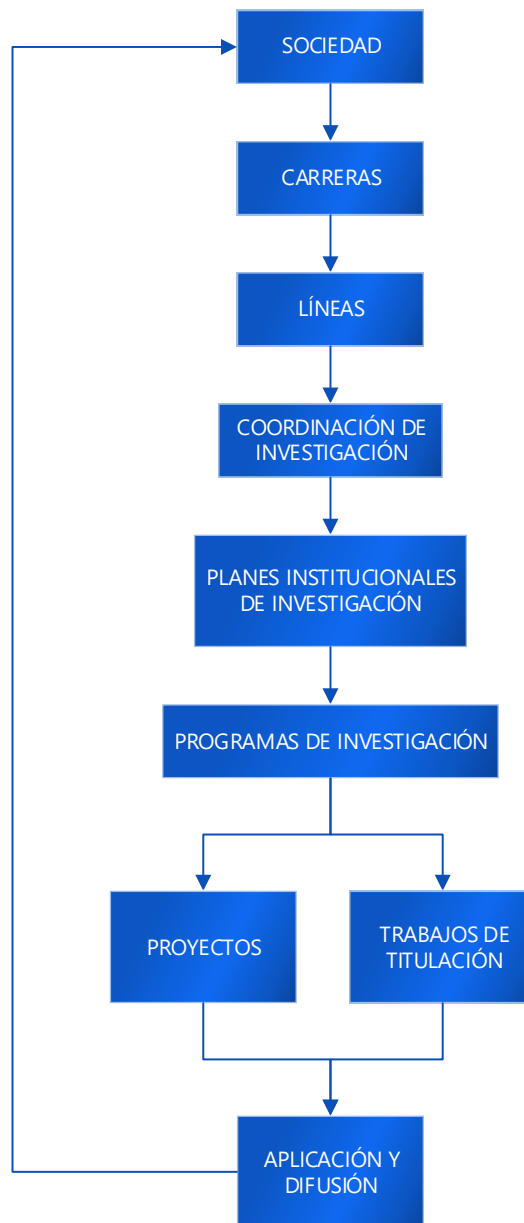 SOCIEDAD
CARRERAS
LÍNEAS
COORDINACIÓN DE
INVESTIGACIÓN
PLANES INSTITUCIONALES
DE INVESTIGACIÓN
PROGRAMAS DE INVESTIGACIÓN
PROYECTOS
TRABAJOS DE
TITULACIÓN
APLICACIÓN Y
DIFUSIÓN